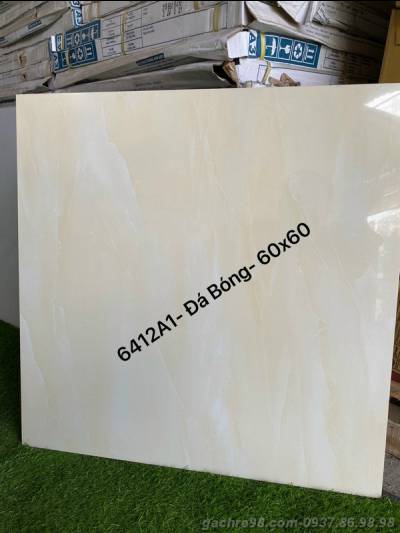 6412A1- Đá Bóng- 60x60
gachre98.com-0937.86.98.98